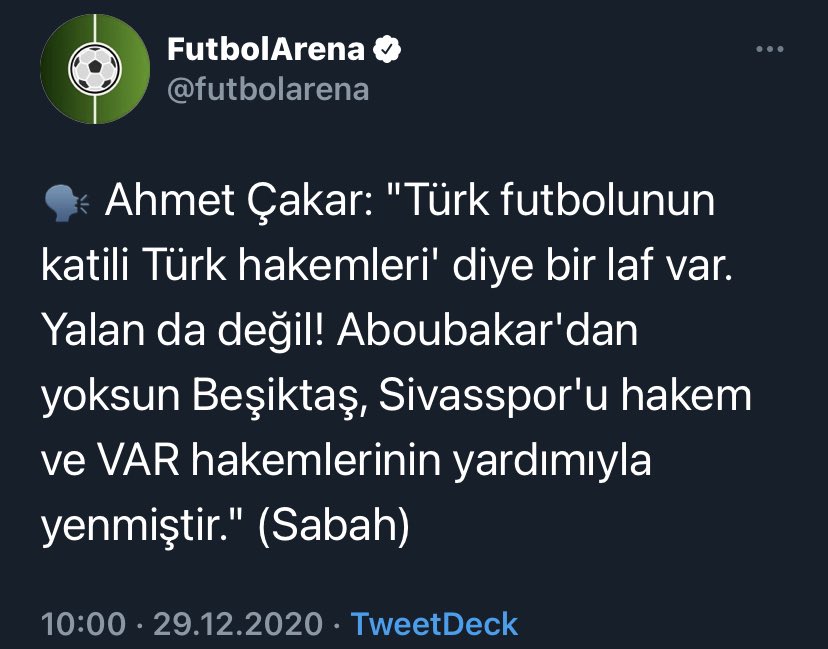 FutbolArena
@futbolarena
🗣 Ahmet Çakar: "Türk futbolunun
katili Türk hakemleri' diye bir laf var.
Yalan da değil! Aboubakar'dan
yoksun Beşiktaş, Sivasspor'u hakem
ve VAR hakemlerinin yardımıyla
yenmiştir." (Sabah)
10:00 · 29.12.2020 · TweetDeck